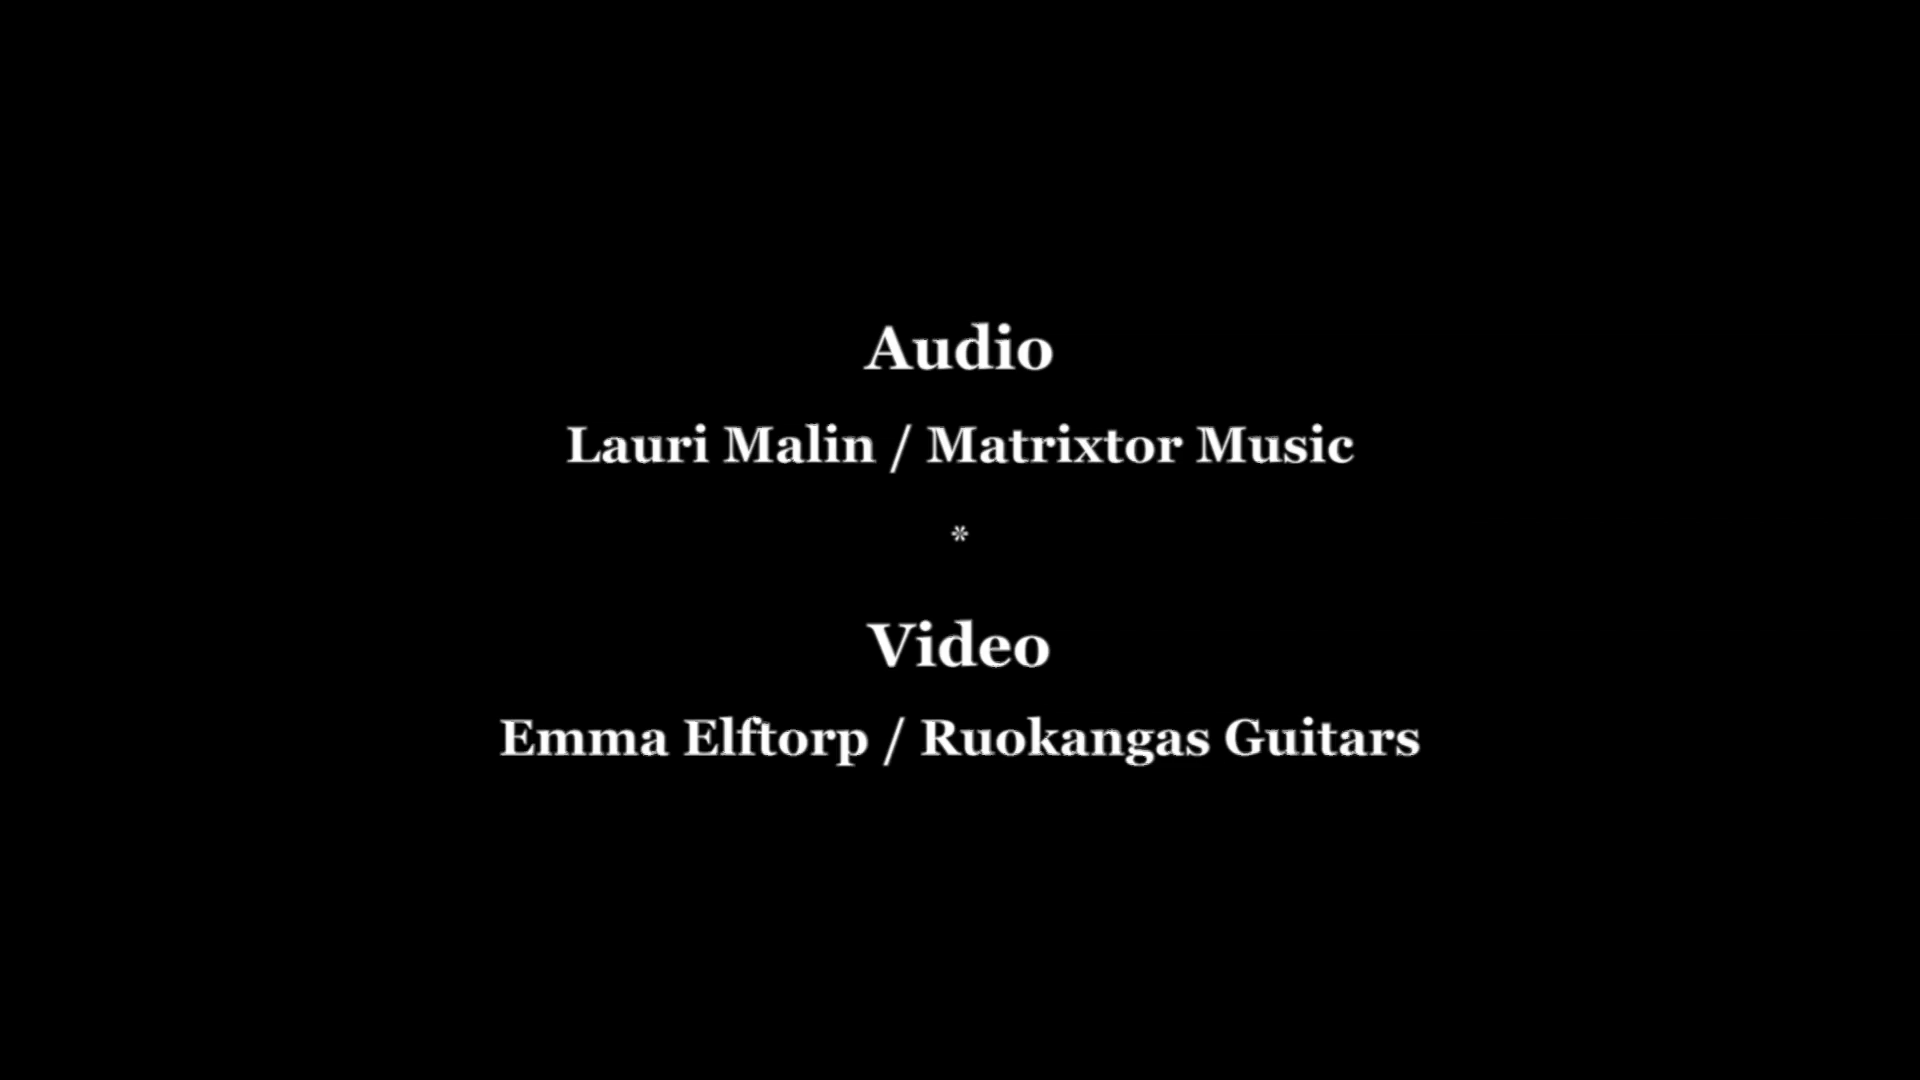 Audio
Lauri Malin / Matrixtor Music
*
Video
Emma Elftorp / Ruokangas Guitars